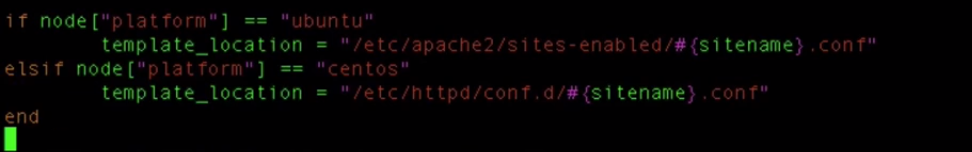 if node["platform"] == "ubuntu"
        template_location = "/etc/apache2/sites-enabled/#{sitename}.conf"
elsif node["platform"] == "centos"
        template_location = "/etc/httpd/conf.d/#{sitename}.conf"
end